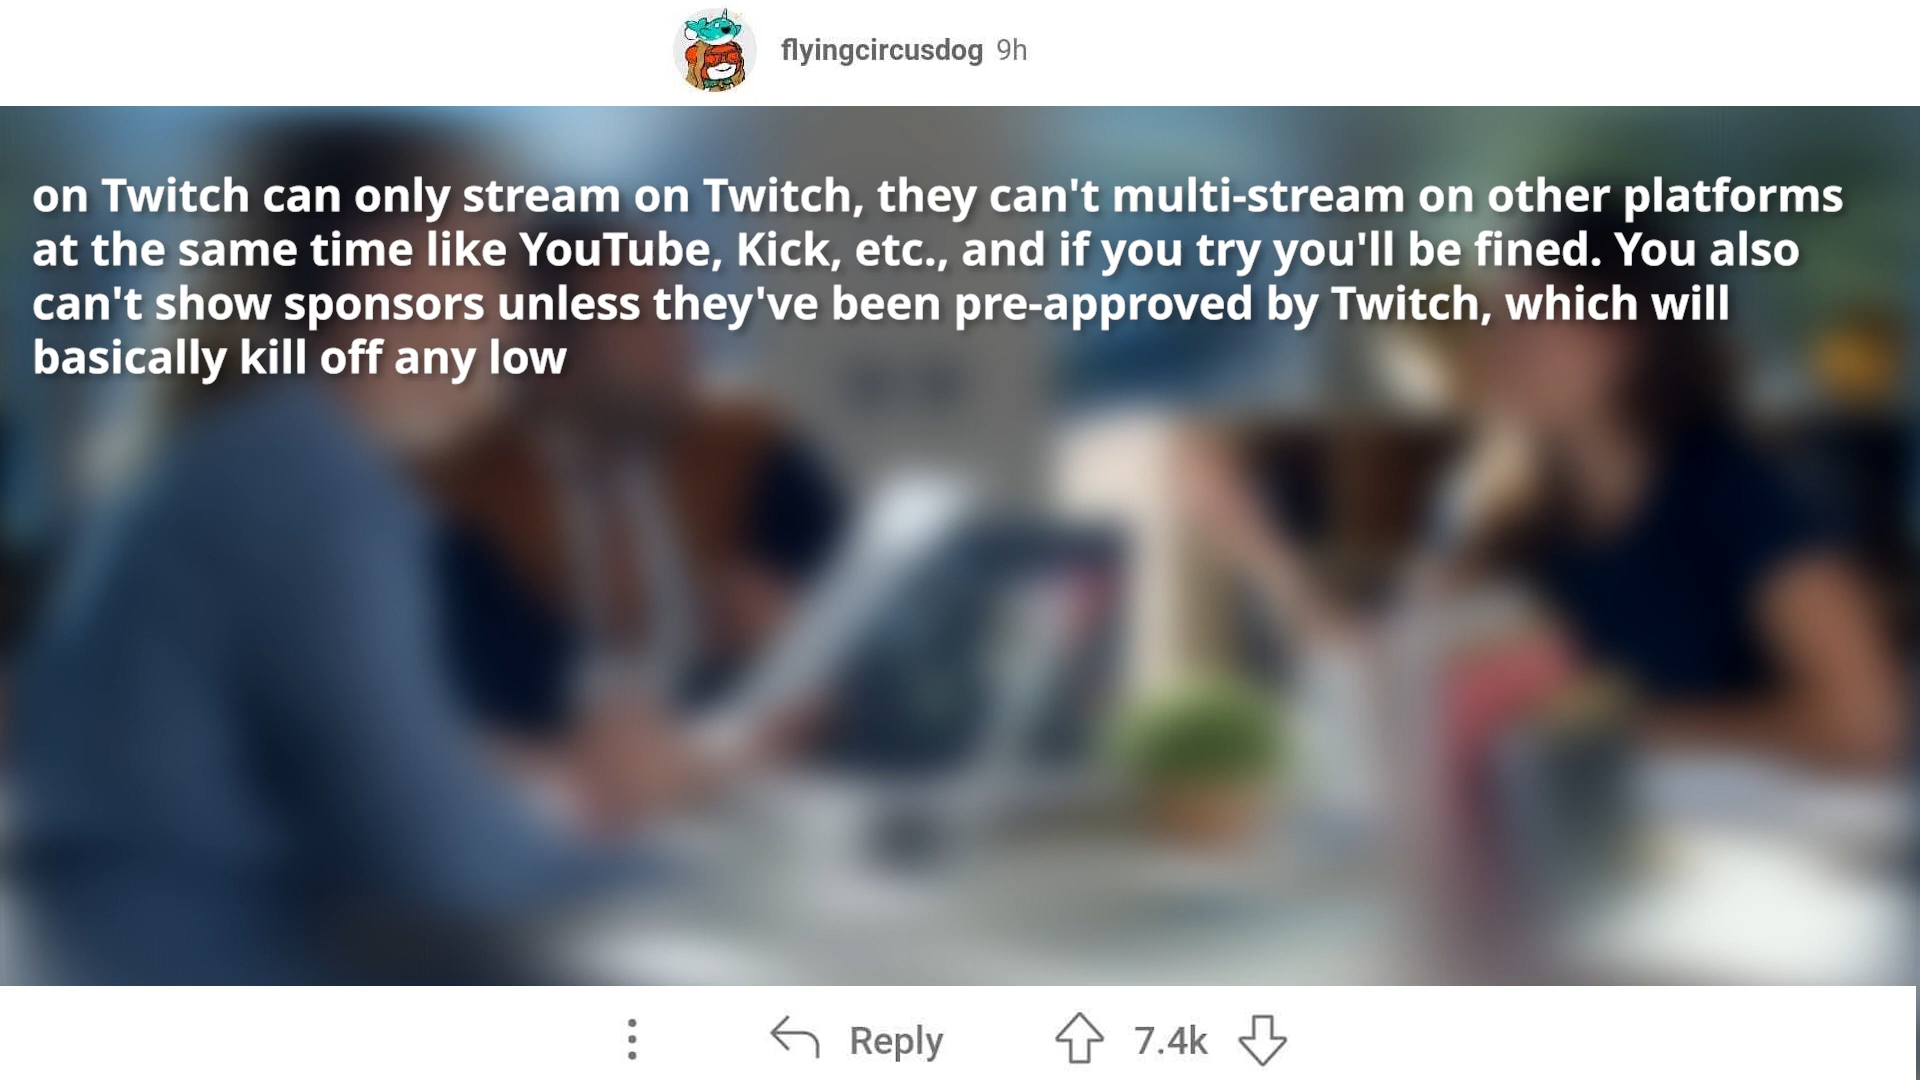 flyingcircusdog 9h
on Twitch can only stream on Twitch, they can't multi-stream on other platforms
at the same time like YouTube, Kick, etc., and if you try you'll be fined. You also
can't show sponsors unless they've been pre-approved by Twitch, which will
basically kill off any low
Reply 7.4k